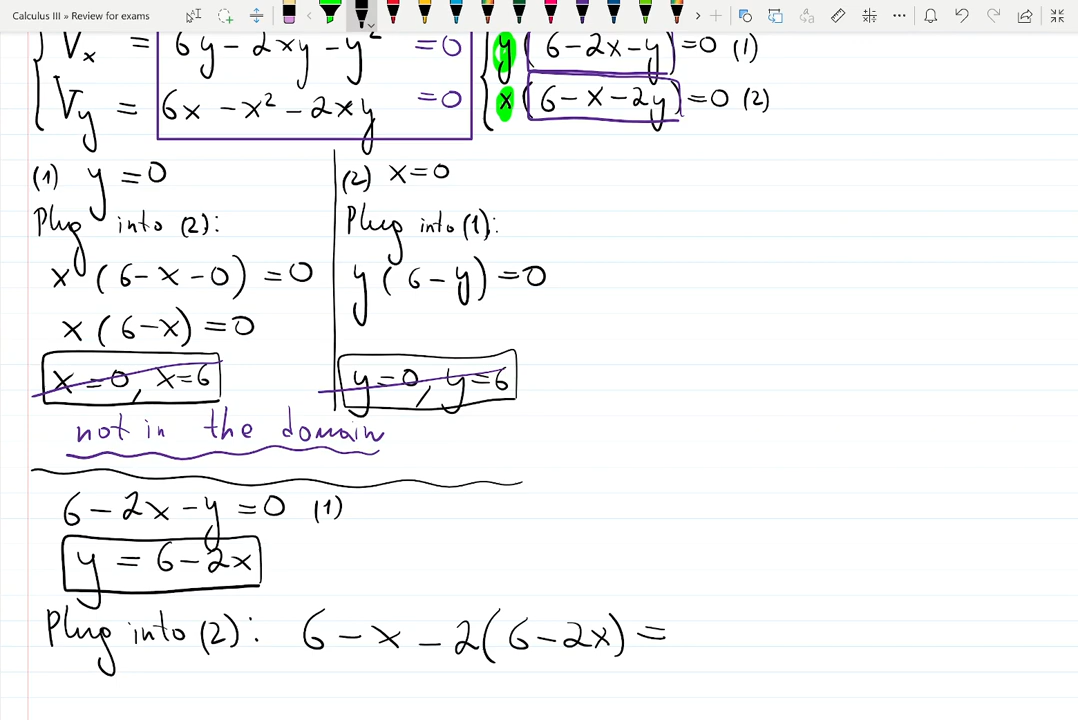 Calculus III » Review for exams
Vx = 6y - 2xy - y² = 0 y(6-2x-y) = 0 (1)
Vy = 6x - x² - 2xy = 0 x(6-x-2y) = 0 (2)
(1) y = 0
Plug into (2):
x(6-x-0) = 0
x(6-x) = 0
x = 0, x = 6
(2) x = 0
Plug into (1):
y(6-y) = 0
y = 0, y = 6
not in the domain
6 - 2x - y = 0 (1)
y = 6 - 2x
Plug into (2): 6 - x - 2(6-2x) =